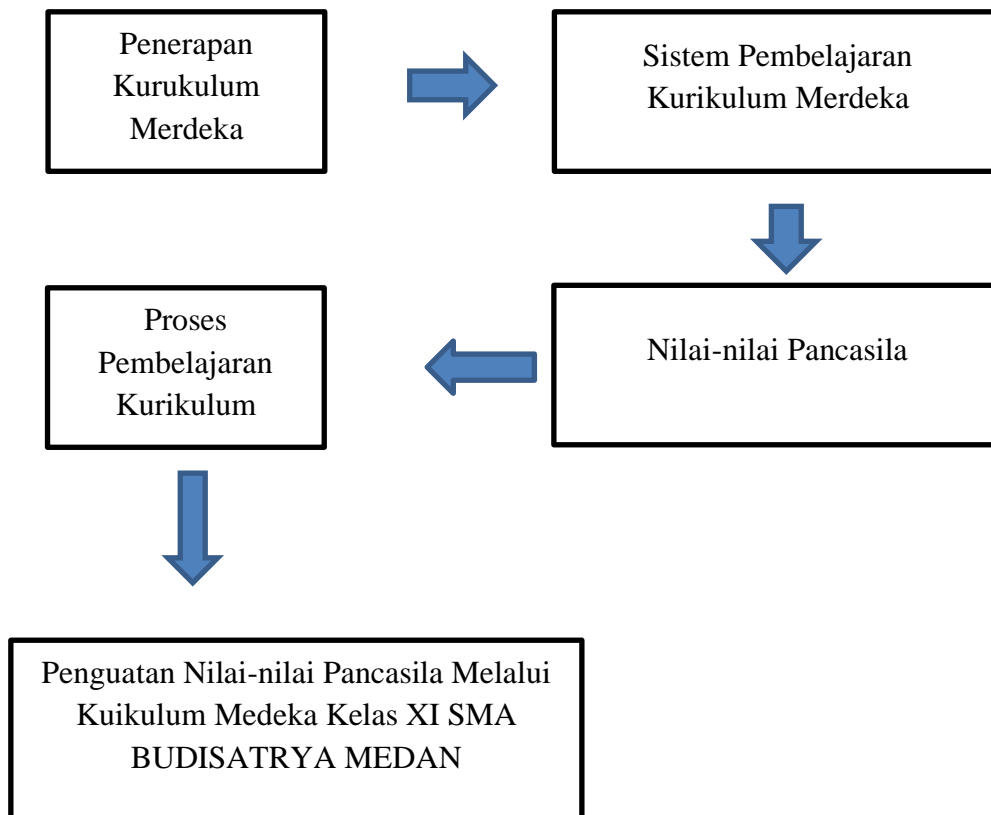 Penerapan
Kurukulum
Merdeka
Sistem Pembelajaran
Kurikulum Merdeka
Nilai-nilai Pancasila
Proses
Pembelajaran
Kurikulum
Penguatan Nilai-nilai Pancasila Melalui
Kuikulum Medeka Kelas XI SMA
BUDISATRYA MEDAN